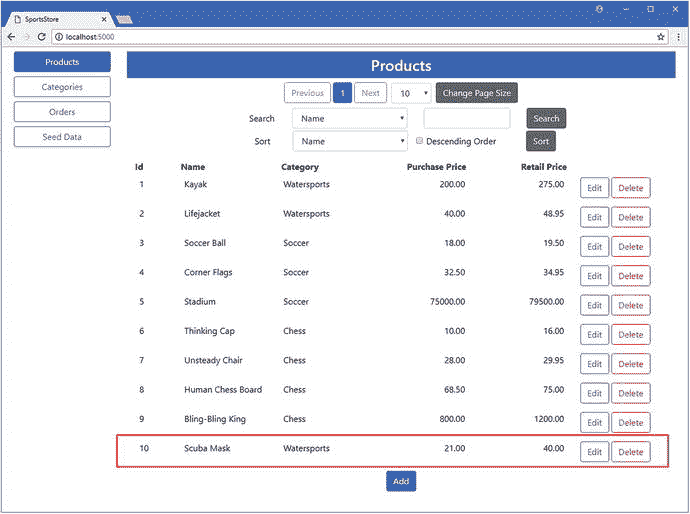 SportsStore
localhost:5000
Products
Categories
Orders
Seed Data
Products
Previous 1 Next 10 Change Page Size
Search Name Search
Sort Name Descending Order Sort
Id Name Category Purchase Price Retail Price
1 Kayak Watersports 200.00 275.00 Edit Delete
2 Lifejacket Watersports 40.00 48.95 Edit Delete
3 Soccer Ball Soccer 18.00 19.50 Edit Delete
4 Corner Flags Soccer 32.50 34.95 Edit Delete
5 Stadium Soccer 75000.00 79500.00 Edit Delete
6 Thinking Cap Chess 10.00 16.00 Edit Delete
7 Unsteady Chair Chess 28.00 29.95 Edit Delete
8 Human Chess Board Chess 68.50 75.00 Edit Delete
9 Bling-Bling King Chess 800.00 1200.00 Edit Delete
10 Scuba Mask Watersports 21.00 40.00 Edit Delete
Add